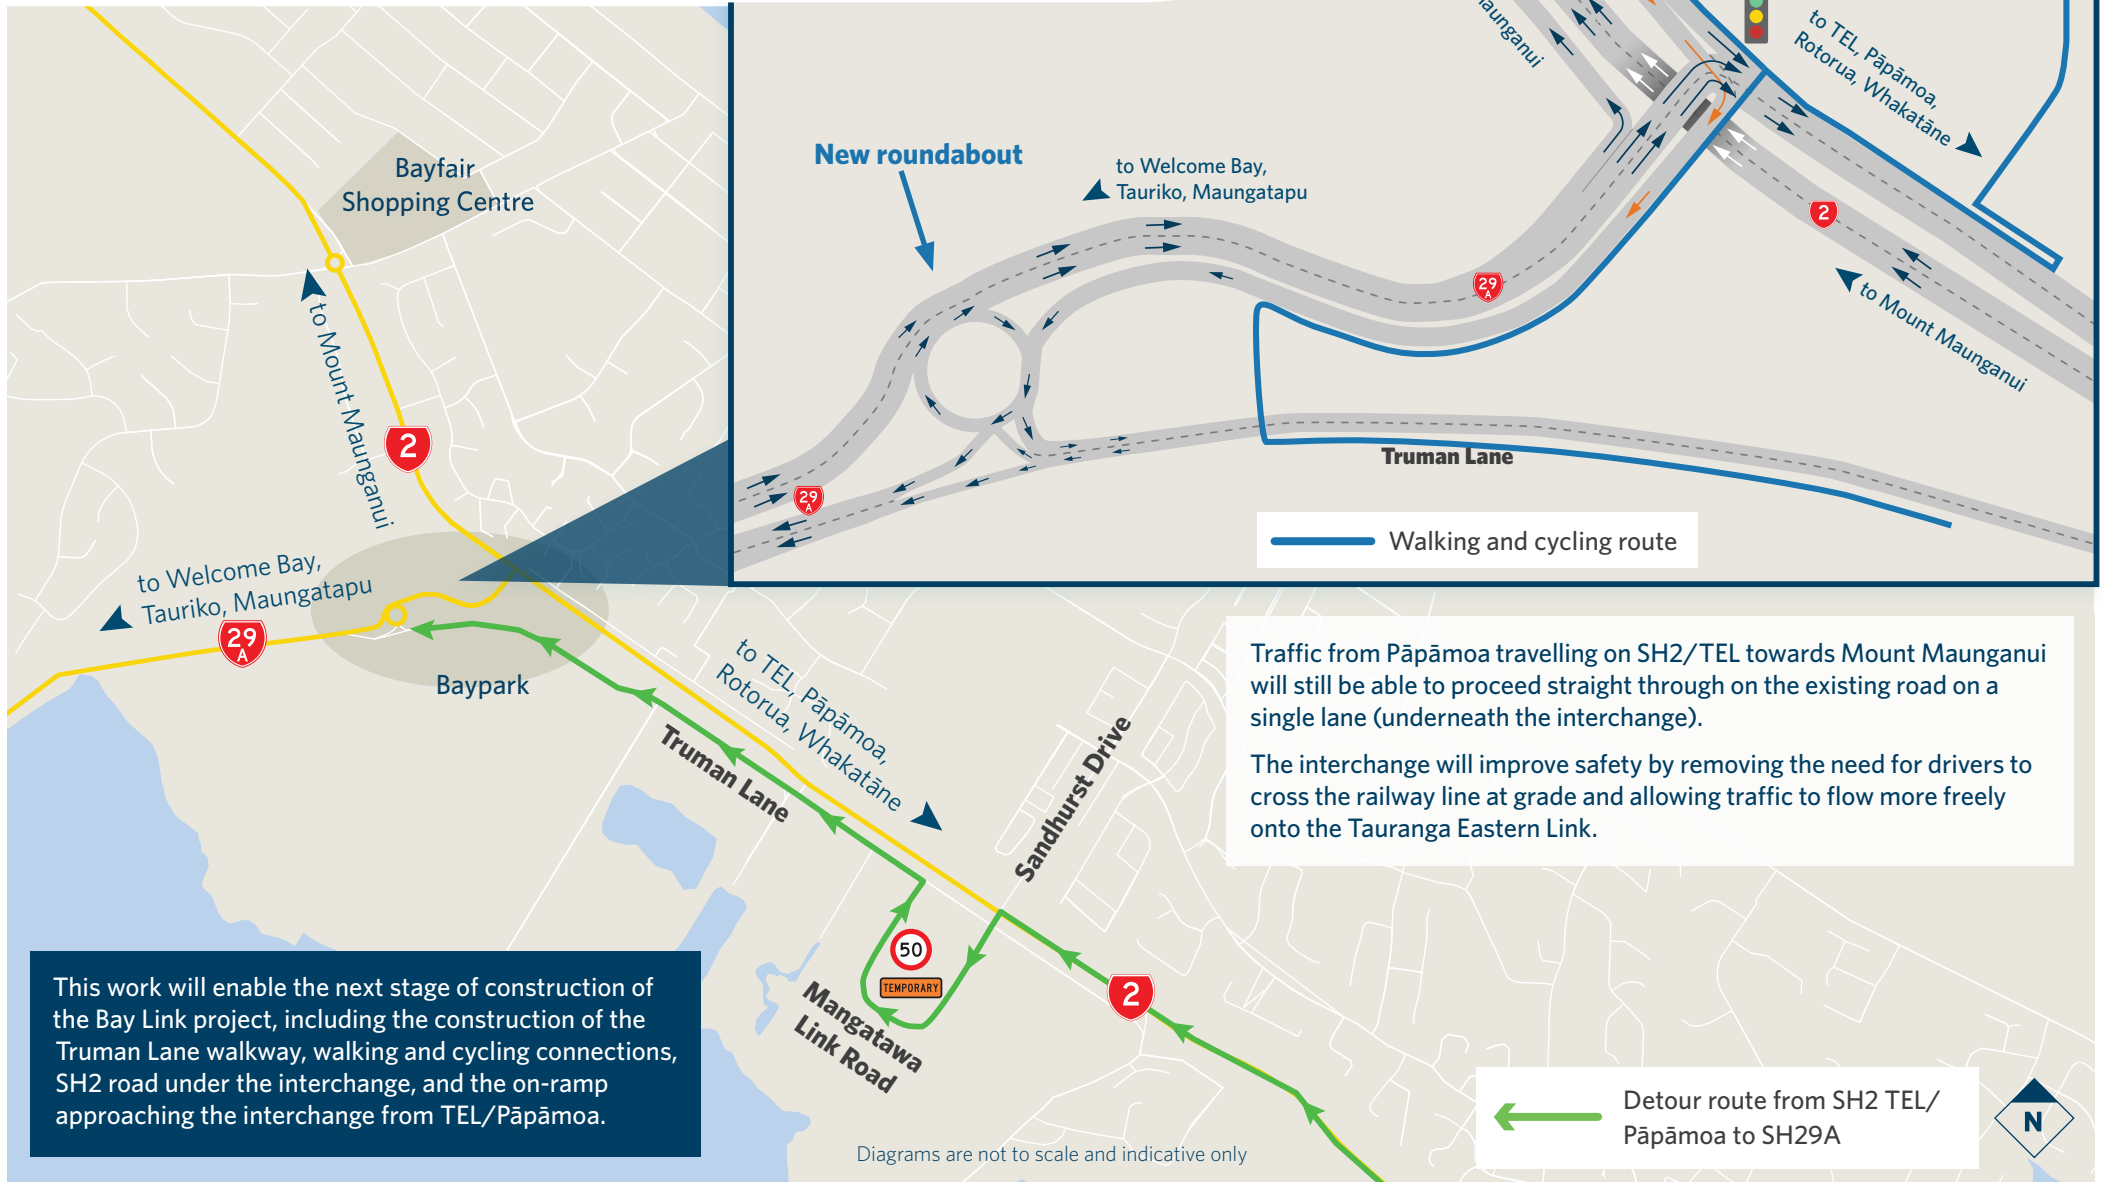 Bayfair
Shopping Centre
to Mount Maunganui
2
to Welcome Bay,
Tauriko, Maungatapu
29
A
Baypark
to TEL, Pāpāmoa,
Rotorua, Whakatāne
Truman Lane
Sandhurst Drive
50
TEMPORARY
Mangatawa
Link Road
2
New roundabout
to Welcome Bay,
Tauriko, Maungatapu
to TEL, Pāpāmoa,
Rotorua, Whakatāne
2
29
A
to Mount Maunganui
29
A
Truman Lane
Walking and cycling route
Traffic from Pāpāmoa travelling on SH2/TEL towards Mount Maunganui
will still be able to proceed straight through on the existing road on a
single lane (underneath the interchange).
The interchange will improve safety by removing the need for drivers to
cross the railway line at grade and allowing traffic to flow more freely
onto the Tauranga Eastern Link.
This work will enable the next stage of construction of
the Bay Link project, including the construction of the
Truman Lane walkway, walking and cycling connections,
SH2 road under the interchange, and the on-ramp
approaching the interchange from TEL/Pāpāmoa.
Diagrams are not to scale and indicative only
Detour route from SH2 TEL/
Pāpāmoa to SH29A
N